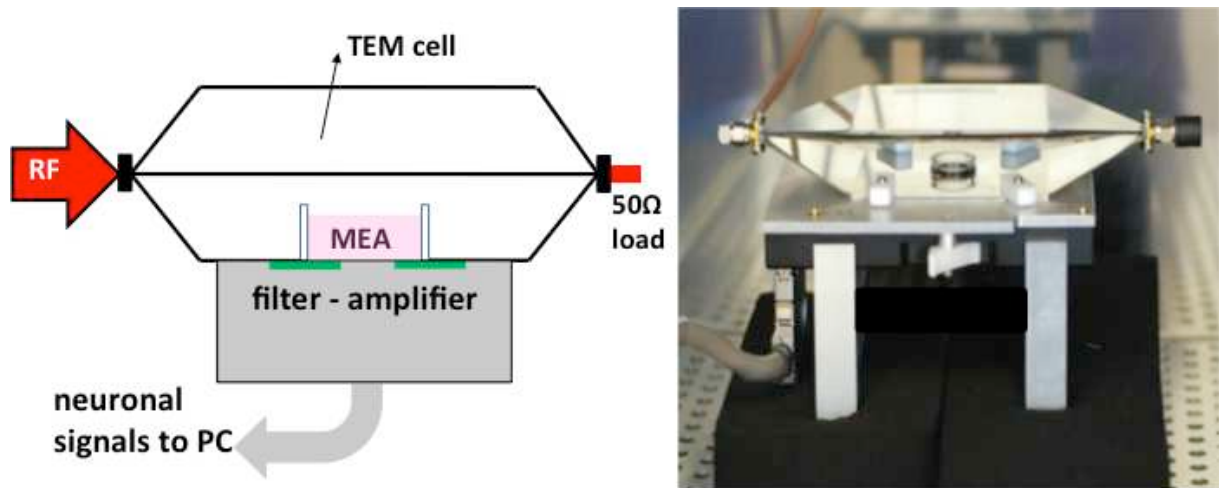 TEM cell
RF
50Ω
load
MEA
filter - amplifier
neuronal
signals to PC